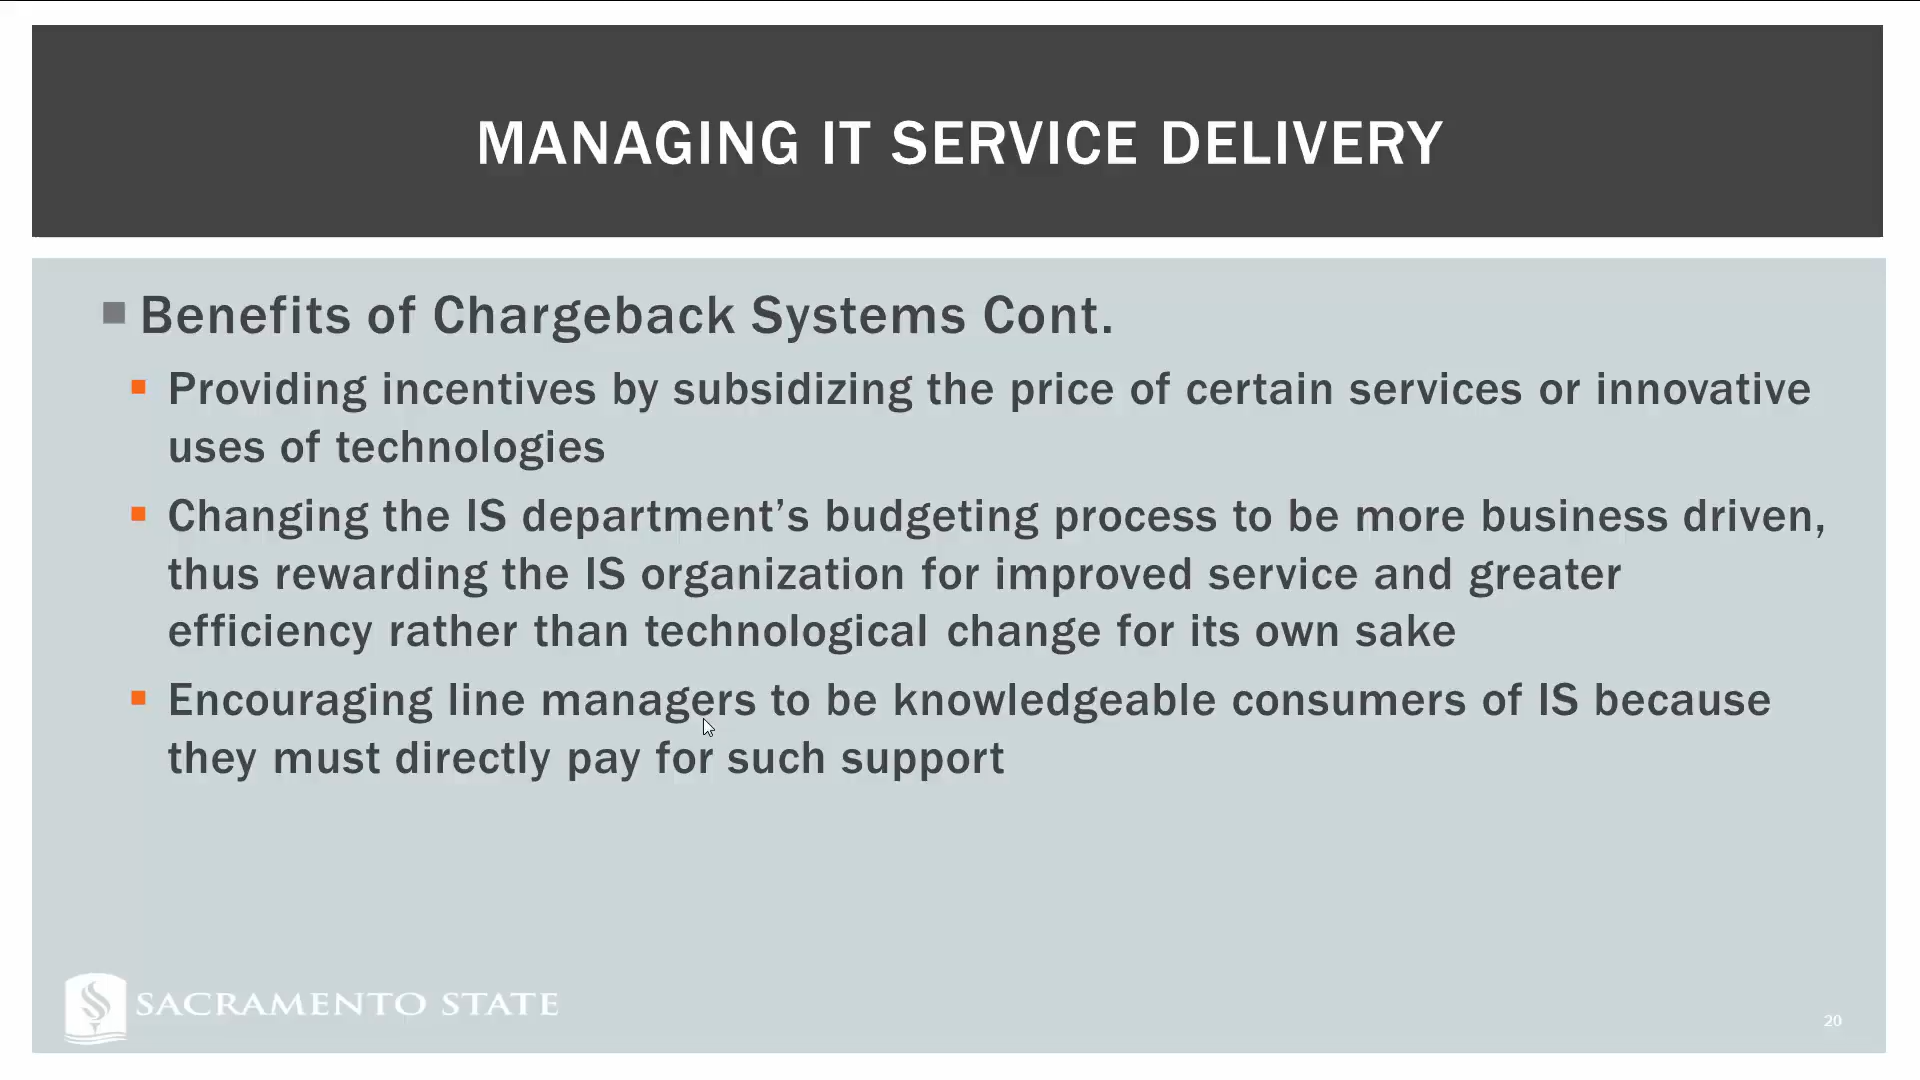 MANAGING IT SERVICE DELIVERY
Benefits of Chargeback Systems Cont.
Providing incentives by subsidizing the price of certain services or innovative
uses of technologies
Changing the IS department’s budgeting process to be more business driven,
thus rewarding the IS organization for improved service and greater
efficiency rather than technological change for its own sake
Encouraging line managers to be knowledgeable consumers of IS because
they must directly pay for such support
SACRAMENTO STATE
20